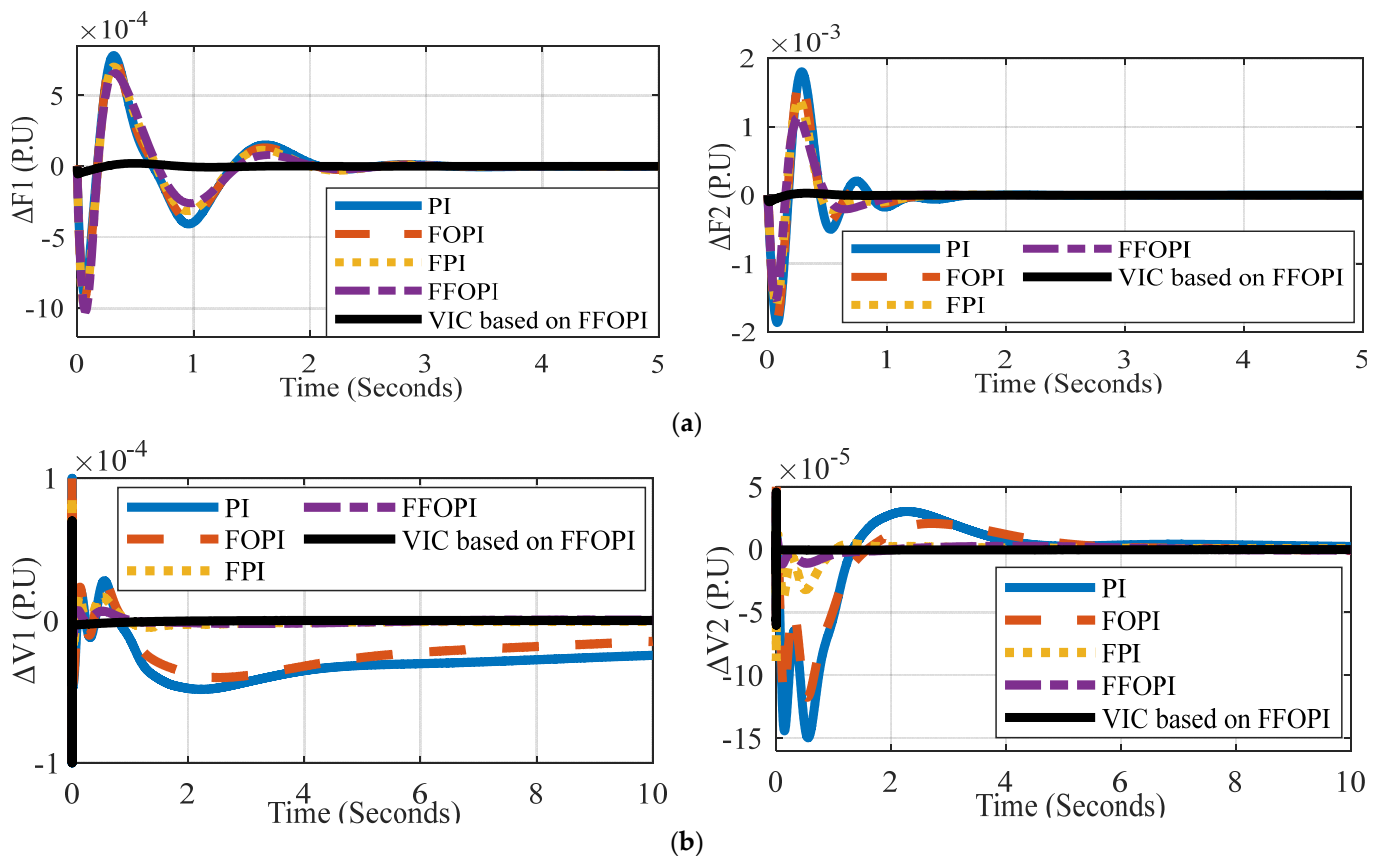 ×10⁻⁴
5
0
-5
-10
ΔF1 (P.U)
PI
FOPI
FPI
FFOPI
VIC based on FFOPI
0 1 2 3 4 5
Time (Seconds)
×10⁻³
2
1
0
-1
-2
ΔF2 (P.U)
PI FFOPI
FOPI VIC based on FFOPI
FPI
0 1 2 3 4 5
Time (Seconds)
(a)
×10⁻⁴
1
0
-1
ΔV1 (P.U)
PI FFOPI
FOPI VIC based on FFOPI
FPI
0 2 4 6 8 10
Time (Seconds)
×10⁻⁵
5
0
-5
-10
-15
ΔV2 (P.U)
PI
FOPI
FPI
FFOPI
VIC based on FFOPI
0 2 4 6 8 10
Time (Seconds)
(b)